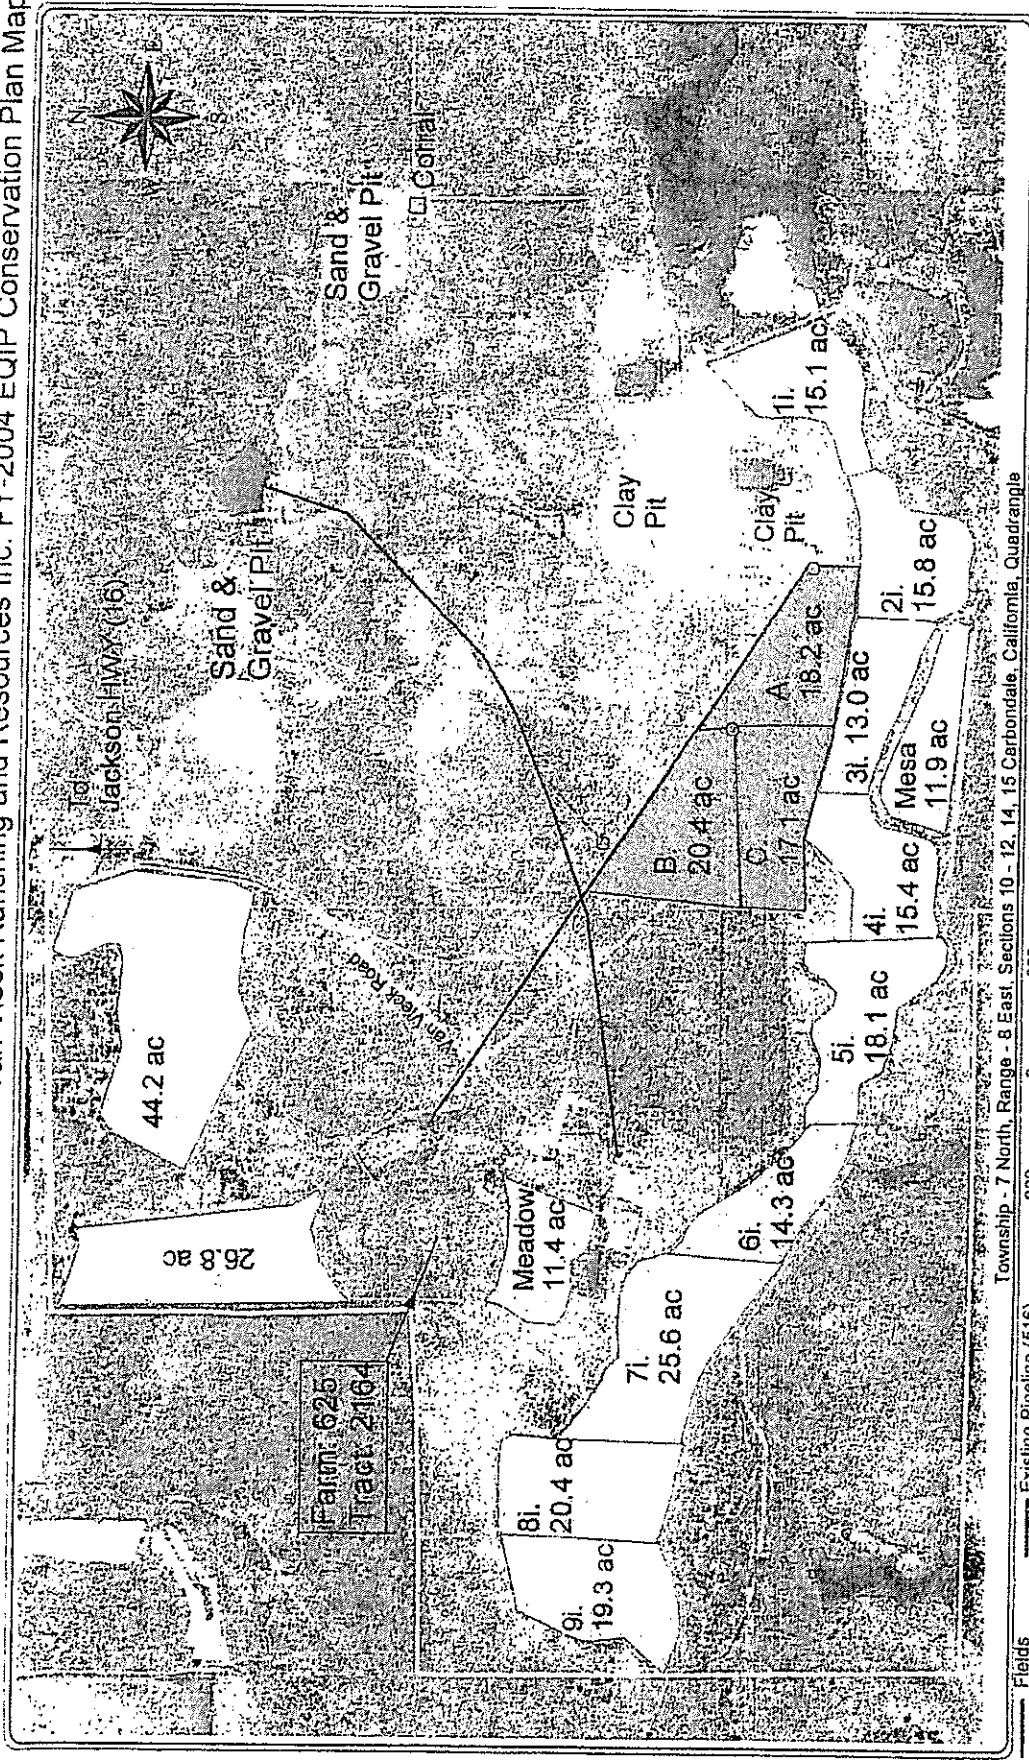 Ranching and Resources Inc. FY-2004 EQIP Conservation Plan Map
N
E
S
W
To
Jackson HWY (16)
44.2 ac
26.8 ac
Sand &
Gravel Pit
Sand &
Gravel Pit
Corral
Van Vleck Road
Farm: 625
Tract: 2164
Meadow
11.4 ac
Clay
Pit
Clay
Pit
1i.
15.1 ac
2i.
15.8 ac
3i. 13.0 ac
Mesa
11.9 ac
4i.
15.4 ac
5i.
18.1 ac
6i.
14.3 ac
7i.
25.6 ac
8i.
20.4 ac
9i.
19.3 ac
A
18.2 ac
B
20.4 ac
C
17.1 ac
Township - 7 North, Range - 8 East, Sections 10 - 12, 14, 15 Carbondale, California, Quadrangle
Fields